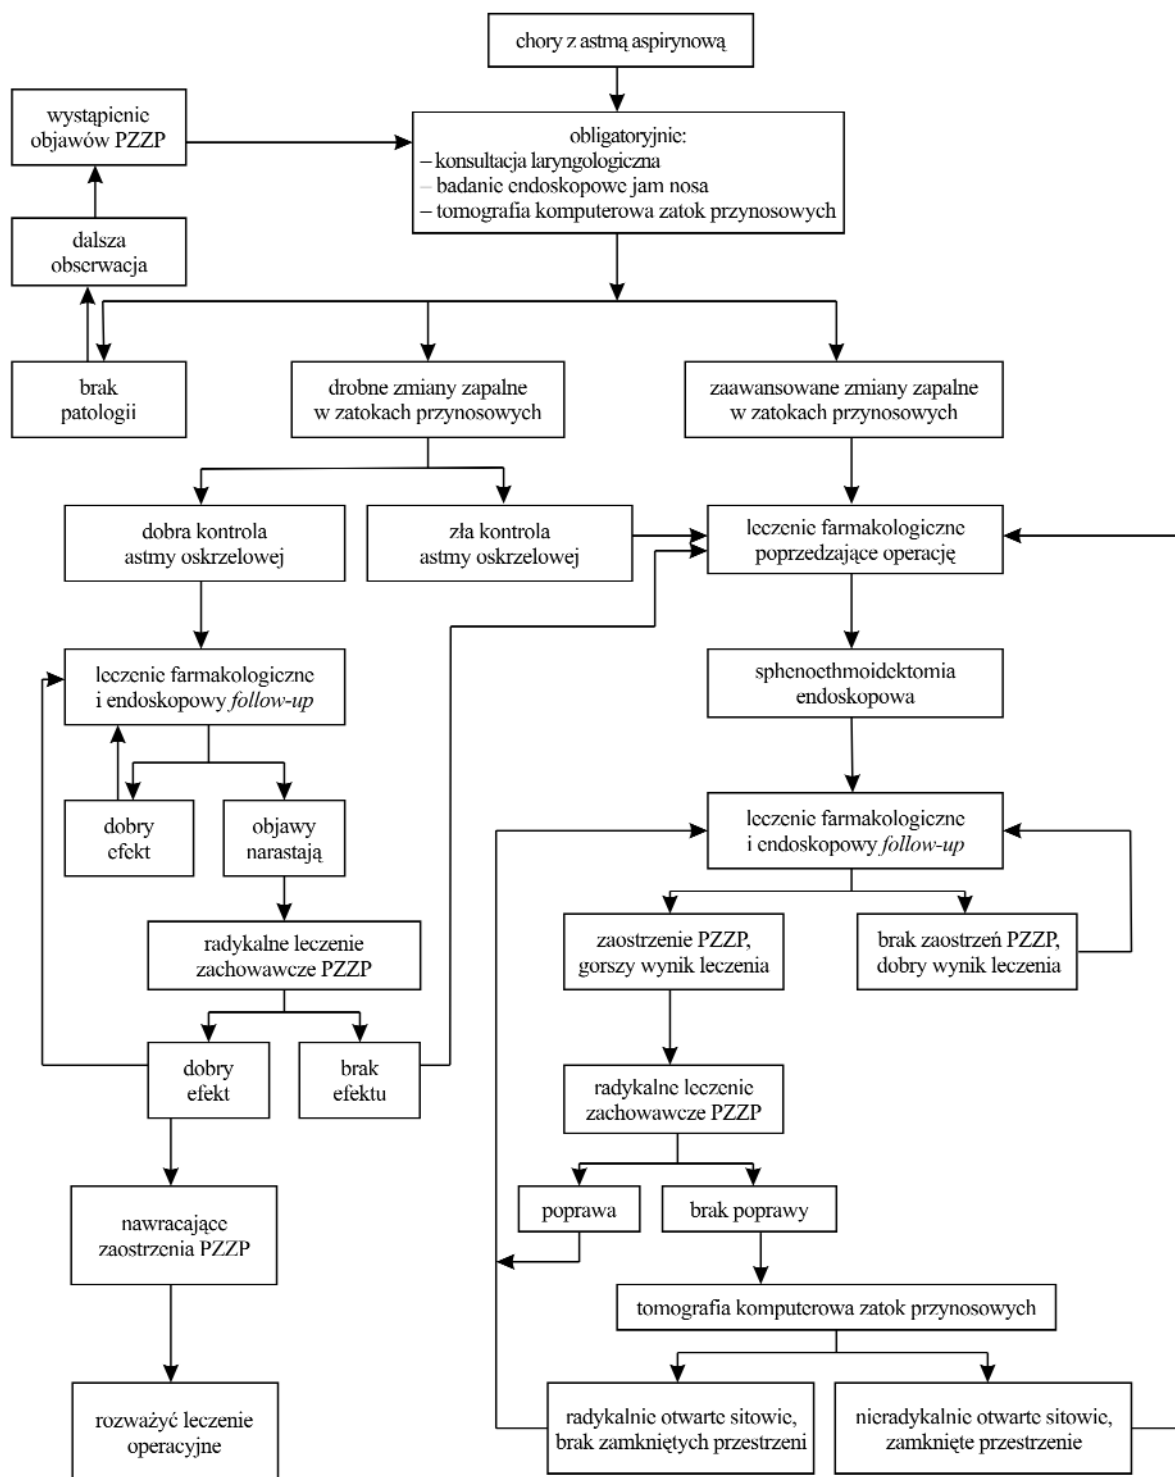 chory z astmą aspirynową
wystąpienie
objawów PZZP
obligatoryjnie:
– konsultacja laryngologiczna
– badanie endoskopowe jam nosa
– tomografia komputerowa zatok przynosowych
dalsza
obserwacja
brak
patologii
drobne zmiany zapalne
w zatokach przynosowych
zaawansowane zmiany zapalne
w zatokach przynosowych
dobra kontrola
astmy oskrzelowej
zła kontrola
astmy oskrzelowej
leczenie farmakologiczne
poprzedzające operację
leczenie farmakologiczne
i endoskopowy follow-up
sphenoethmoidektomia
endoskopowa
dobry
efekt
objawy
narastają
leczenie farmakologiczne
i endoskopowy follow-up
radykalne leczenie
zachowawcze PZZP
zaostrzenie PZZP,
gorszy wynik leczenia
brak zaostrzeń PZZP,
dobry wynik leczenia
dobry
efekt
brak
efektu
radykalne leczenie
zachowawcze PZZP
nawracające
zaostrzenia PZZP
poprawa
brak poprawy
tomografia komputerowa zatok przynosowych
rozważyć leczenie
operacyjne
radykalnie otwarte sitowie,
brak zamkniętych przestrzeni
nieradykalnie otwarte sitowie,
zamknięte przestrzenie